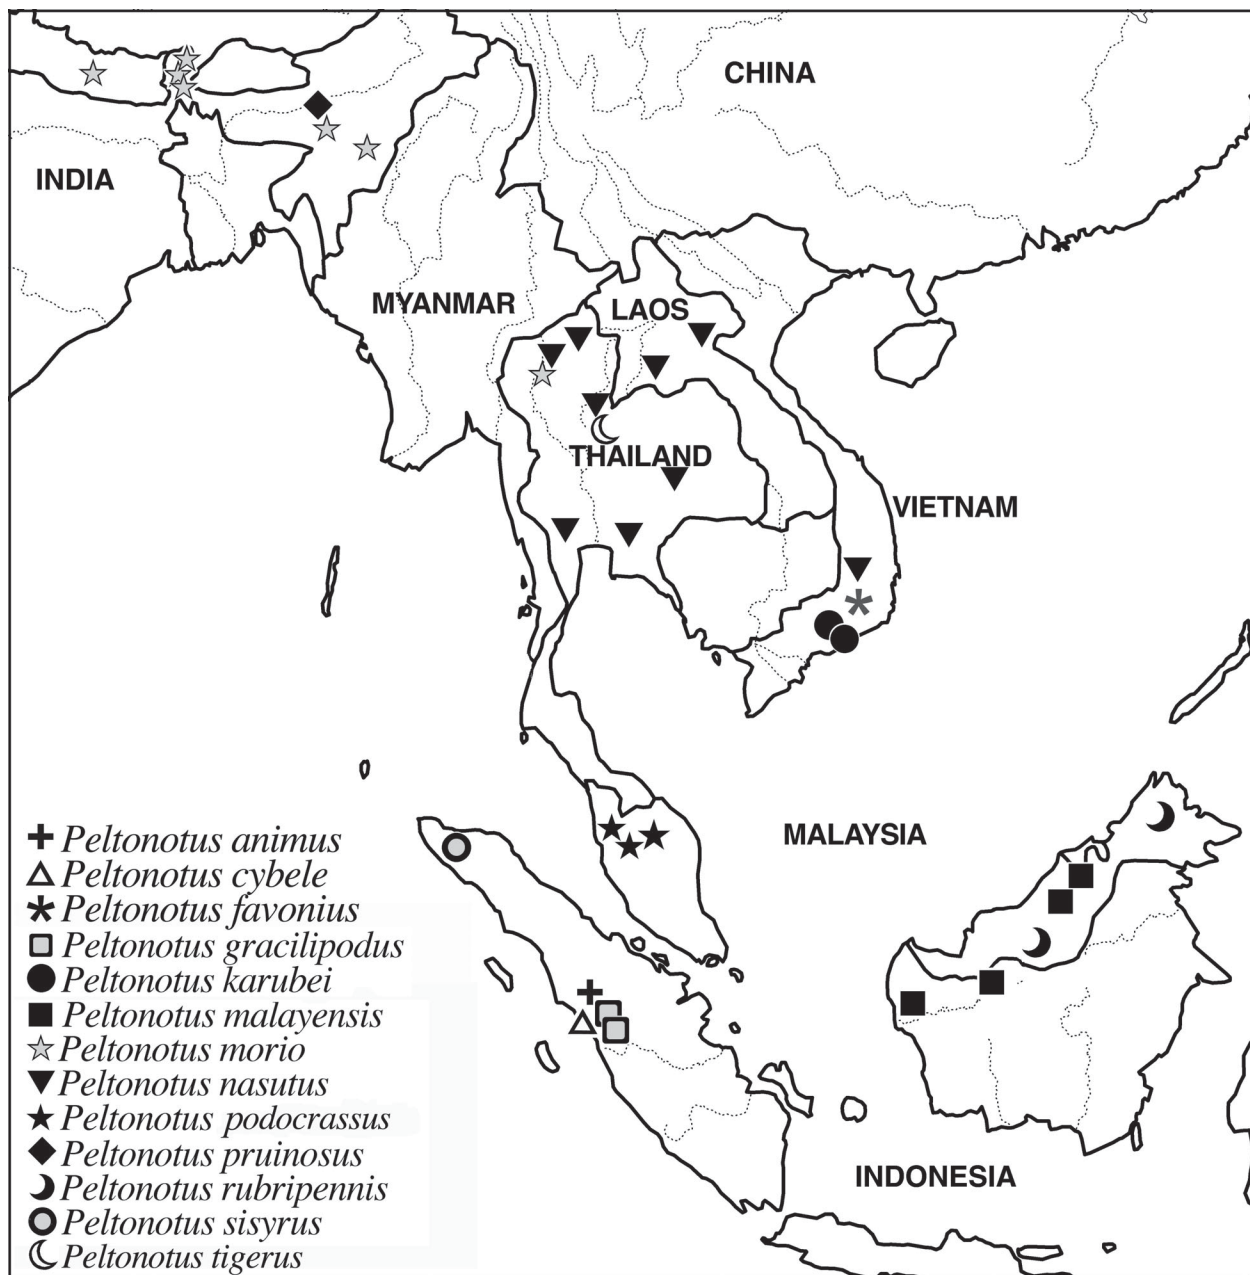 CHINA
INDIA
MYANMAR
LAOS
THAILAND
VIETNAM
MALAYSIA
INDONESIA
Peltonotus animus
Peltonotus cybele
Peltonotus favonius
Peltonotus gracilipodus
Peltonotus karubei
Peltonotus malayensis
Peltonotus morio
Peltonotus nasutus
Peltonotus podocrassus
Peltonotus pruinosus
Peltonotus rubripennis
Peltonotus sisyrus
Peltonotus tigerus